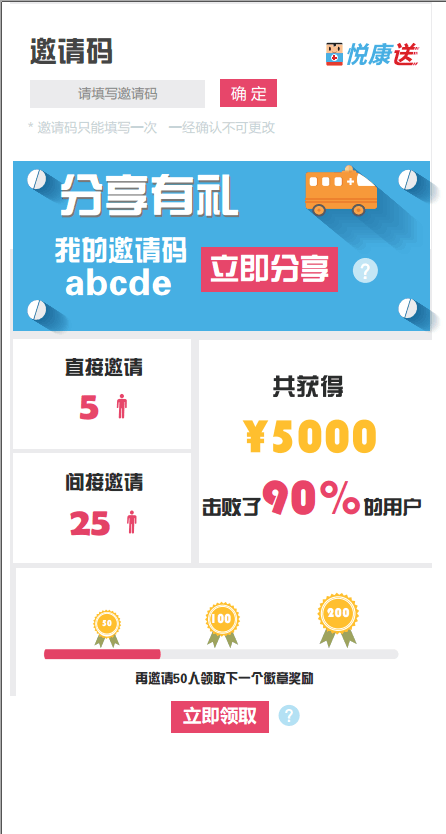 邀请码
悦康送
请填写邀请码
确 定
* 邀请码只能填写一次 一经确认不可更改
分享有礼
我的邀请码
abcde
立即分享
?
直接邀请
5
共获得
¥5000
间接邀请
25
击败了90%的用户
50
100
200
再邀请50人领取下一个徽章奖励
立即领取
?